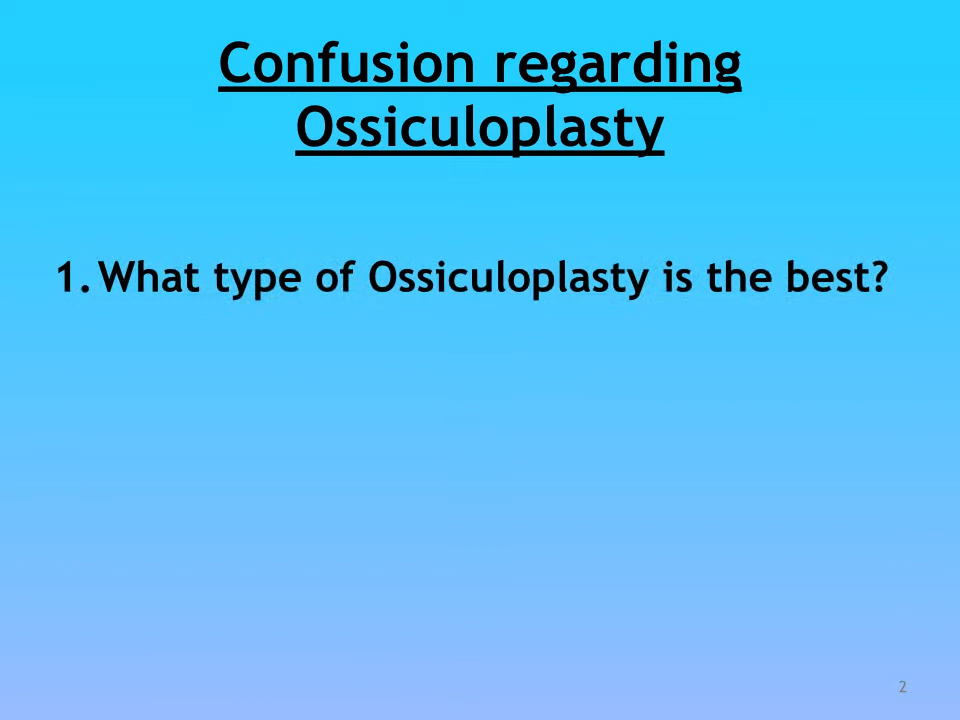 Confusion regarding
Ossiculoplasty
1. What type of Ossiculoplasty is the best?
2